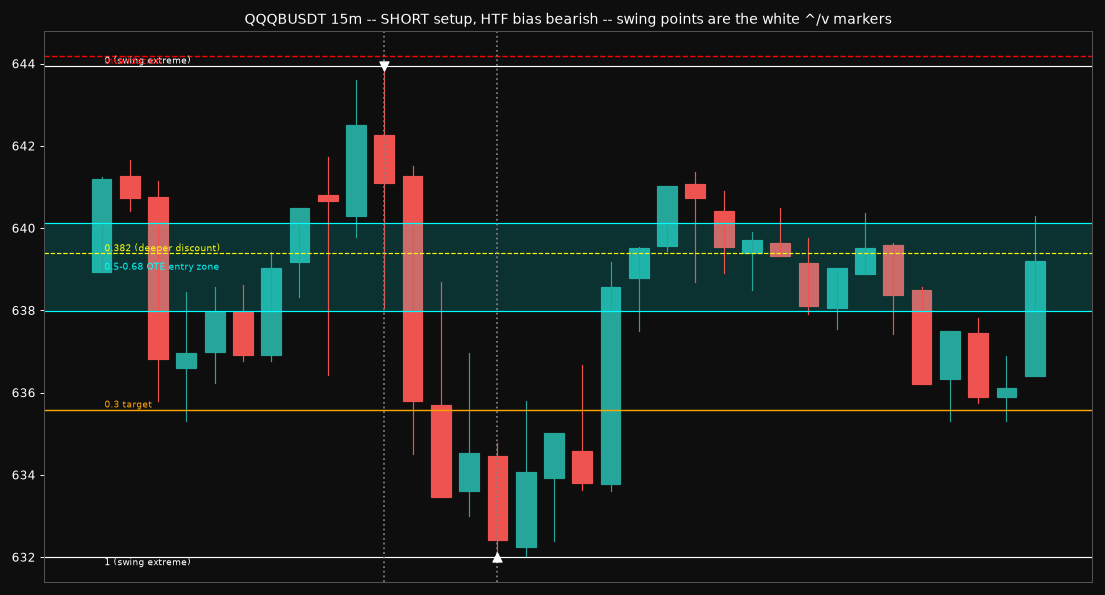 QQQBUSDT 15m -- SHORT setup, HTF bias bearish -- swing points are the white ^/v markers
644
0 (swing extreme)
642
640
0.382 (deeper discount)
0.5-0.68 OTE entry zone
638
636
0.3 target
634
632
1 (swing extreme)